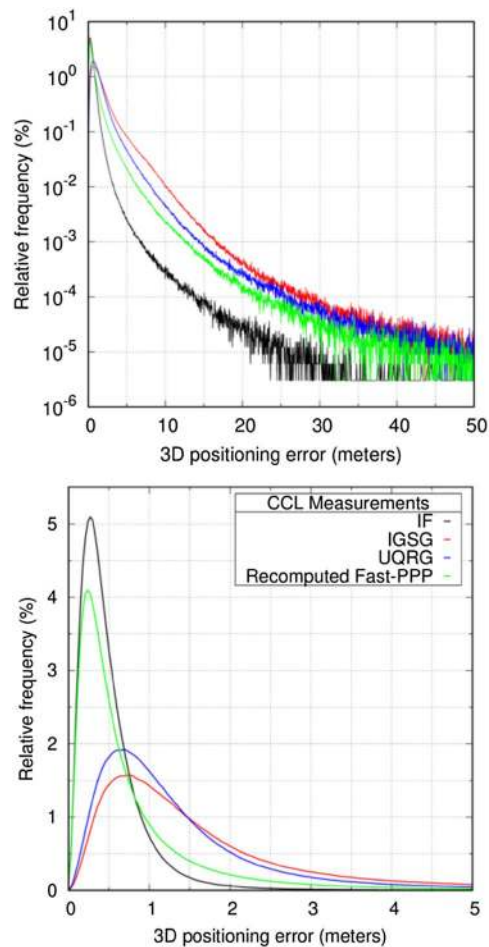 10^1
10^0
10^-1
10^-2
10^-3
10^-4
10^-5
10^-6
Relative frequency (%)
0 10 20 30 40 50
3D positioning error (meters)
CCL Measurements
IF
IGSG
UQRG
Recomputed Fast-PPP
5
4
3
2
1
0
Relative frequency (%)
0 1 2 3 4 5
3D positioning error (meters)